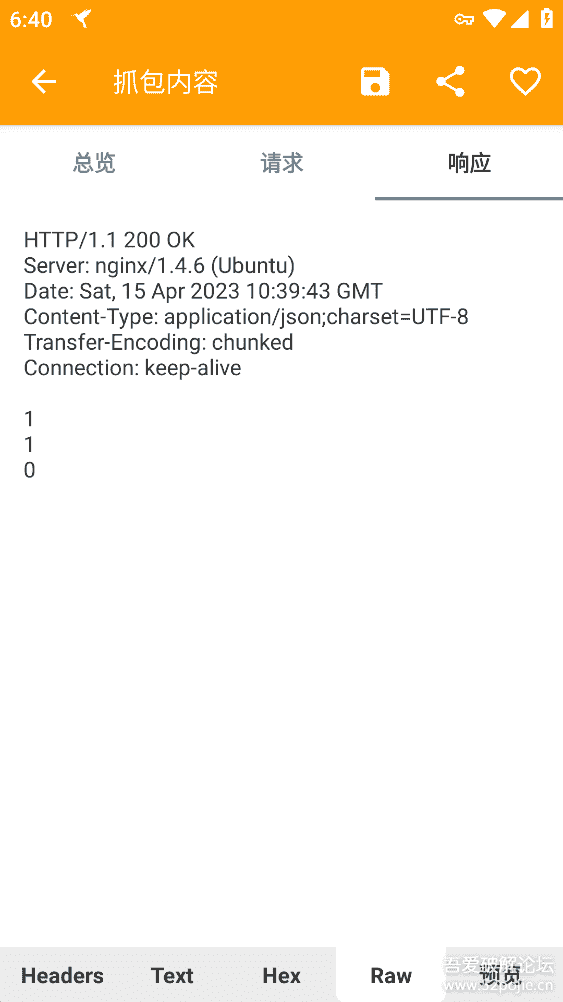 6:40
抓包内容
总览 请求 响应
HTTP/1.1 200 OK
Server: nginx/1.4.6 (Ubuntu)
Date: Sat, 15 Apr 2023 10:39:43 GMT
Content-Type: application/json;charset=UTF-8
Transfer-Encoding: chunked
Connection: keep-alive
1
1
0
吾爱破解论坛
Headers Text Hex Raw 预览
www.52pojie.cn